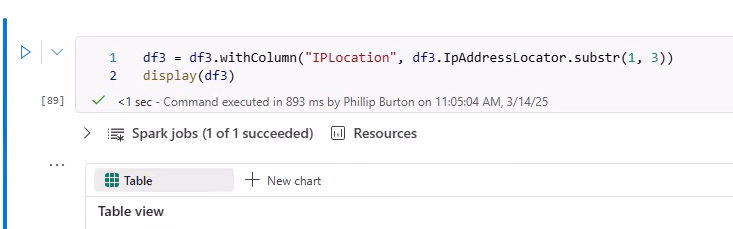 1 df3 = df3.withColumn("IPLocation", df3.IpAddressLocator.substr(1, 3))
2 display(df3)
[89] <1 sec - Command executed in 893 ms by Phillip Burton on 11:05:04 AM, 3/14/25
Spark jobs (1 of 1 succeeded) Resources
... 
Table New chart
Table view